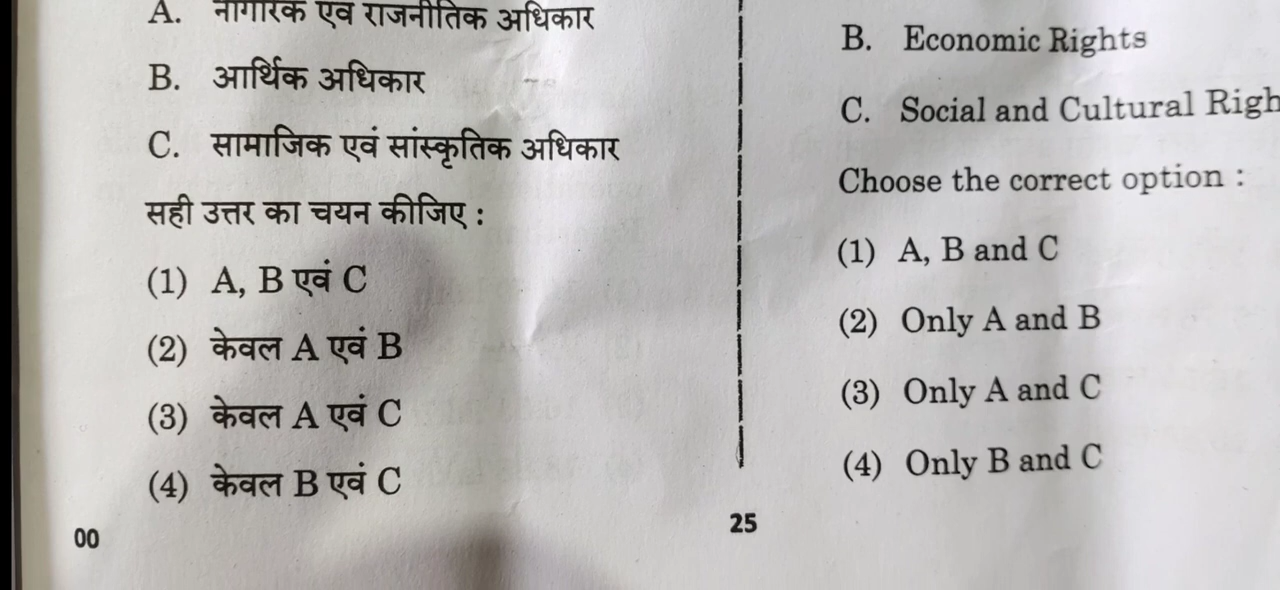 A. नागरिक एवं राजनीतिक अधिकार
B. आर्थिक अधिकार
C. सामाजिक एवं सांस्कृतिक अधिकार
सही उत्तर का चयन कीजिए :
(1) A, B एवं C
(2) केवल A एवं B
(3) केवल A एवं C
(4) केवल B एवं C
00
B. Economic Rights
C. Social and Cultural Righ
Choose the correct option :
(1) A, B and C
(2) Only A and B
(3) Only A and C
(4) Only B and C
25